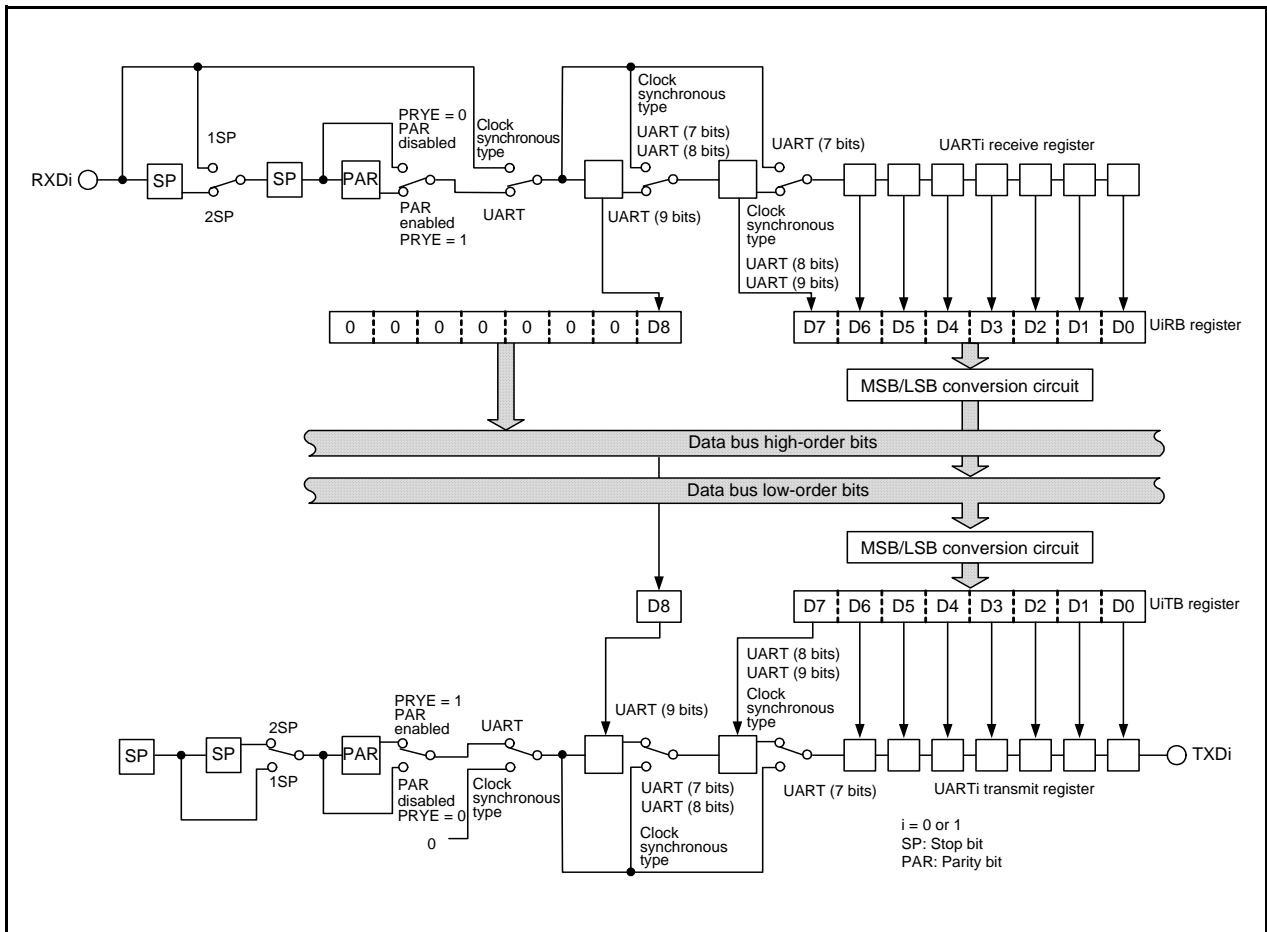 Clock
synchronous
type
PRYE = 0
PAR
disabled
Clock
synchronous
type
UART (7 bits)
UART (8 bits)
1SP
UART (7 bits)
UARTi receive register
RXDi
SP
SP
PAR
2SP
PAR
enabled
PRYE = 1
UART
UART (9 bits)
Clock
synchronous
type
UART (8 bits)
UART (9 bits)
0 0 0 0 0 0 0 D8
D7 D6 D5 D4 D3 D2 D1 D0
UiRB register
MSB/LSB conversion circuit
Data bus high-order bits
Data bus low-order bits
MSB/LSB conversion circuit
D8
D7 D6 D5 D4 D3 D2 D1 D0
UiTB register
UART (8 bits)
UART (9 bits)
Clock
synchronous
type
PRYE = 1
PAR
enabled
UART
UART (9 bits)
2SP
SP
SP
PAR
TXDi
1SP
PAR
disabled
PRYE = 0
0
Clock
synchronous
type
UART (7 bits)
UART (8 bits)
Clock
synchronous
type
UART (7 bits)
UARTi transmit register
i = 0 or 1
SP: Stop bit
PAR: Parity bit